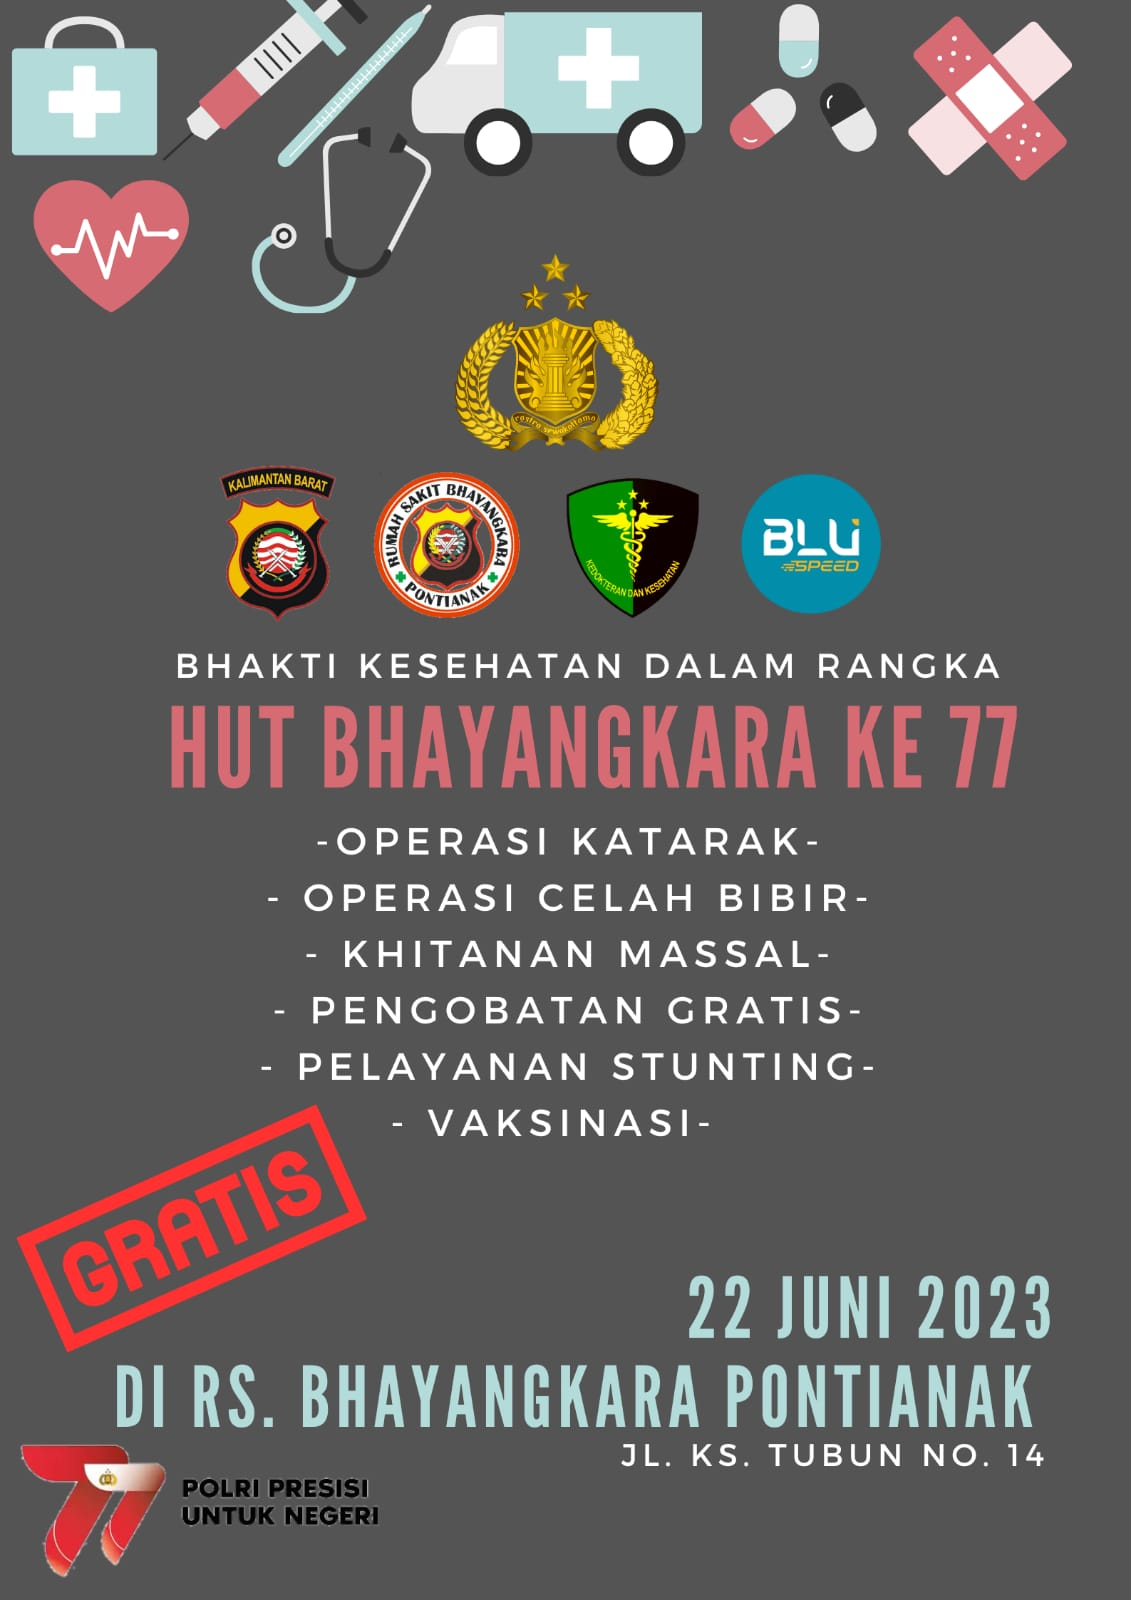 KALIMANTAN BARAT
RUMAH SAKIT BHAYANGKARA
PONTIANAK
KEDOKTERAN DAN KESEHATAN
BLU
SPEED
BHAKTI KESEHATAN DALAM RANGKA
HUT BHAYANGKARA KE 77
-OPERASI KATARAK-
- OPERASI CELAH BIBIR-
- KHITANAN MASSAL-
- PENGOBATAN GRATIS-
- PELAYANAN STUNTING-
- VAKSINASI-
GRATIS
22 JUNI 2023
DI RS. BHAYANGKARA PONTIANAK
JL. KS. TUBUN NO. 14
77
POLRI PRESISI
UNTUK NEGERI